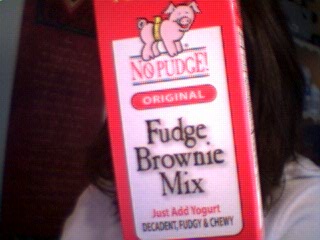 NO PUDGE!
ORIGINAL
Fudge
Brownie
Mix
Just Add Yogurt
DECADENT, FUDGY & CHEWY